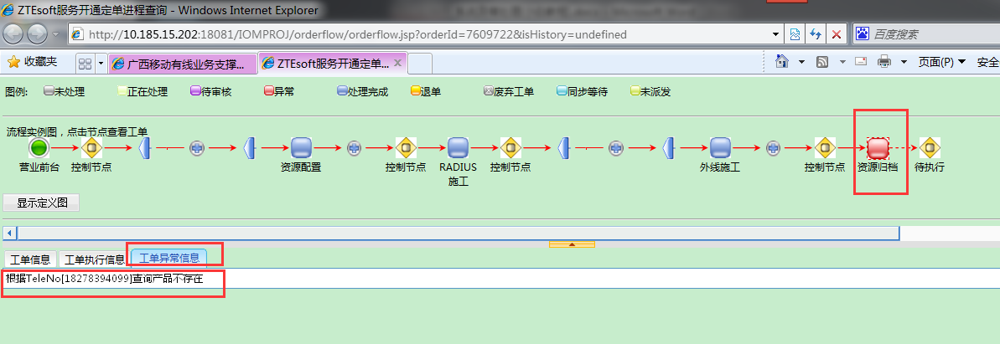 ZTEsoft服务开通定单进程查询 - Windows Internet Explorer
http://10.185.15.202:18081/IOMPROJ/orderflow/orderflow.jsp?orderId=7609722&isHistory=undefined
百度搜索
收藏夹
广西移动有线业务支撑...
ZTEsoft服务开通定单...
页面(P)
安全
图例:
未处理
正在处理
待审核
异常
处理完成
退单
废弃工单
同步等待
未派发
流程实例图，点击节点查看工单
营业前台
控制节点
资源配置
控制节点
RADIUS
施工
控制节点
外线施工
控制节点
资源归档
待执行
显示定义图
工单信息
工单执行信息
工单异常信息
根据TeleNo[18278394099]查询产品不存在